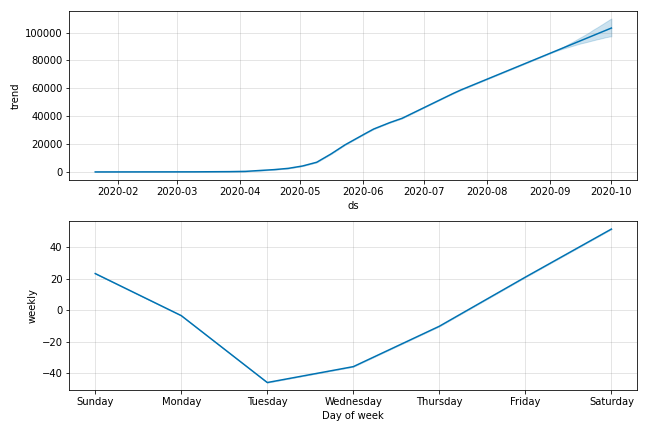 100000
80000
60000
40000
20000
0
trend
2020-02 2020-03 2020-04 2020-05 2020-06 2020-07 2020-08 2020-09 2020-10
ds
40
20
0
−20
−40
weekly
Sunday Monday Tuesday Wednesday Thursday Friday Saturday
Day of week